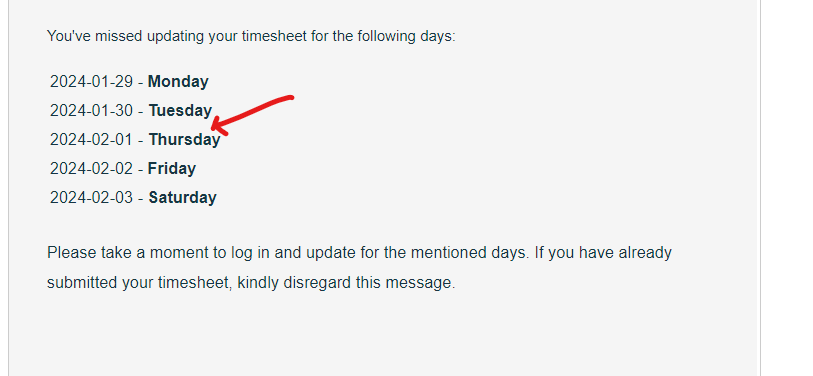 You've missed updating your timesheet for the following days:
2024-01-29 - Monday
2024-01-30 - Tuesday
2024-02-01 - Thursday
2024-02-02 - Friday
2024-02-03 - Saturday
Please take a moment to log in and update for the mentioned days. If you have already
submitted your timesheet, kindly disregard this message.